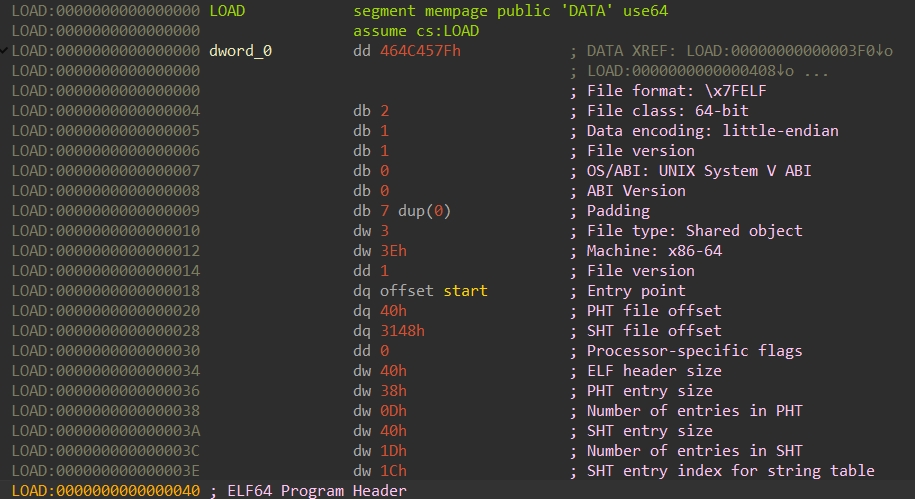 LOAD:0000000000000000 LOAD segment mempage public 'DATA' use64
LOAD:0000000000000000 assume cs:LOAD
LOAD:0000000000000000 dword_0 dd 464C457Fh ; DATA XREF: LOAD:00000000000003F0↓o
LOAD:0000000000000000 ; LOAD:0000000000000408↓o ...
LOAD:0000000000000000 ; File format: \x7FELF
LOAD:0000000000000004 db 2 ; File class: 64-bit
LOAD:0000000000000005 db 1 ; Data encoding: little-endian
LOAD:0000000000000006 db 1 ; File version
LOAD:0000000000000007 db 0 ; OS/ABI: UNIX System V ABI
LOAD:0000000000000008 db 0 ; ABI Version
LOAD:0000000000000009 db 7 dup(0) ; Padding
LOAD:0000000000000010 dw 3 ; File type: Shared object
LOAD:0000000000000012 dw 3Eh ; Machine: x86-64
LOAD:0000000000000014 dd 1 ; File version
LOAD:0000000000000018 dq offset start ; Entry point
LOAD:0000000000000020 dq 40h ; PHT file offset
LOAD:0000000000000028 dq 3148h ; SHT file offset
LOAD:0000000000000030 dd 0 ; Processor-specific flags
LOAD:0000000000000034 dw 40h ; ELF header size
LOAD:0000000000000036 dw 38h ; PHT entry size
LOAD:0000000000000038 dw 0Dh ; Number of entries in PHT
LOAD:000000000000003A dw 40h ; SHT entry size
LOAD:000000000000003C dw 1Dh ; Number of entries in SHT
LOAD:000000000000003E dw 1Ch ; SHT entry index for string table
LOAD:0000000000000040 ; ELF64 Program Header